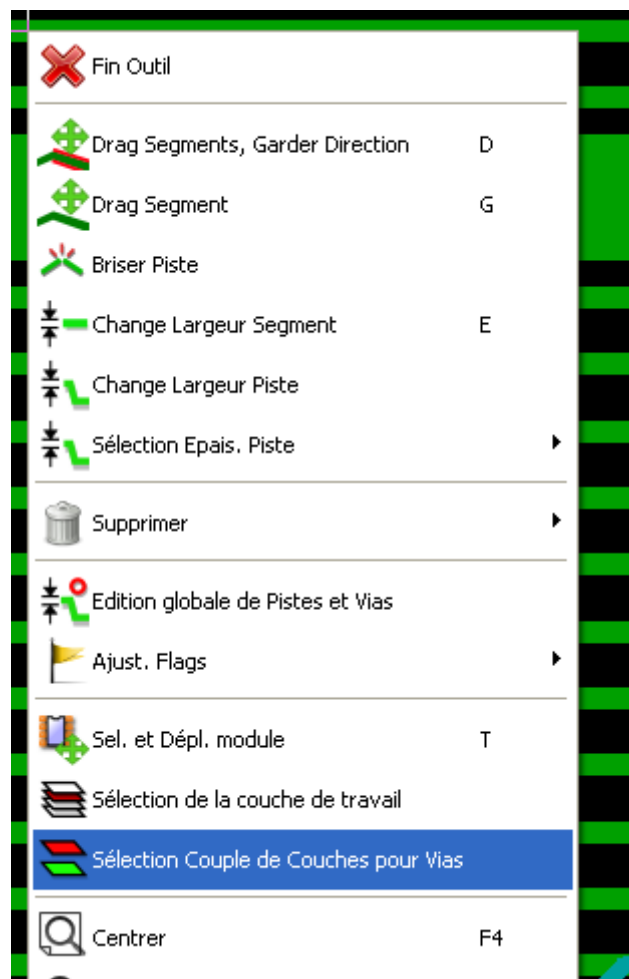 Fin Outil
Drag Segments, Garder Direction D
Drag Segment G
Briser Piste
Change Largeur Segment E
Change Largeur Piste
Sélection Epais. Piste
Supprimer
Edition globale de Pistes et Vias
Ajust. Flags
Sel. et Dépl. module T
Sélection de la couche de travail
Sélection Couple de Couches pour Vias
Centrer F4